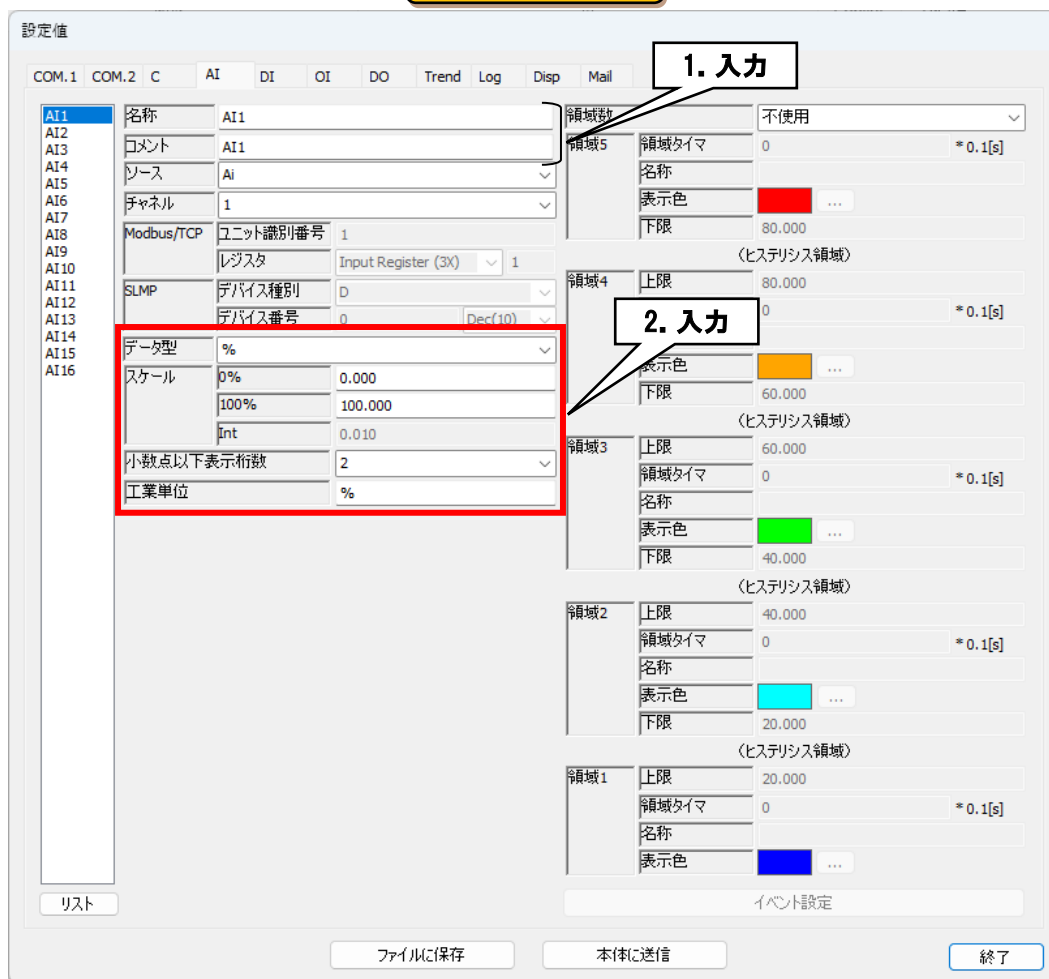 設定値
COM.1 COM.2 C AI DI OI DO Trend Log Disp Mail
1. 入力
AI1
AI2
AI3
AI4
AI5
AI6
AI7
AI8
AI9
AI10
AI11
AI12
AI13
AI14
AI15
AI16
リスト
名称 AI1
コメント AI1
ソース Ai
チャネル 1
Modbus/TCP ユニット識別番号 1
レジスタ Input Register (3X) 1
SLMP デバイス種別 D
デバイス番号 0 Dec(10)
データ型 %
スケール 0% 0.000
100% 100.000
Int 0.010
小数点以下表示桁数 2
工業単位 %
2. 入力
領域数 不使用
領域5 領域タイマ 0 * 0.1[s]
名称
表示色 ...
下限 80.000
(ヒステリシス領域)
領域4 上限 80.000
0 * 0.1[s]
表示色 ...
下限 60.000
(ヒステリシス領域)
領域3 上限 60.000
領域タイマ 0 * 0.1[s]
名称
表示色 ...
下限 40.000
(ヒステリシス領域)
領域2 上限 40.000
領域タイマ 0 * 0.1[s]
名称
表示色 ...
下限 20.000
(ヒステリシス領域)
領域1 上限 20.000
領域タイマ 0 * 0.1[s]
名称
表示色 ...
イベント設定
ファイルに保存 本体に送信 終了